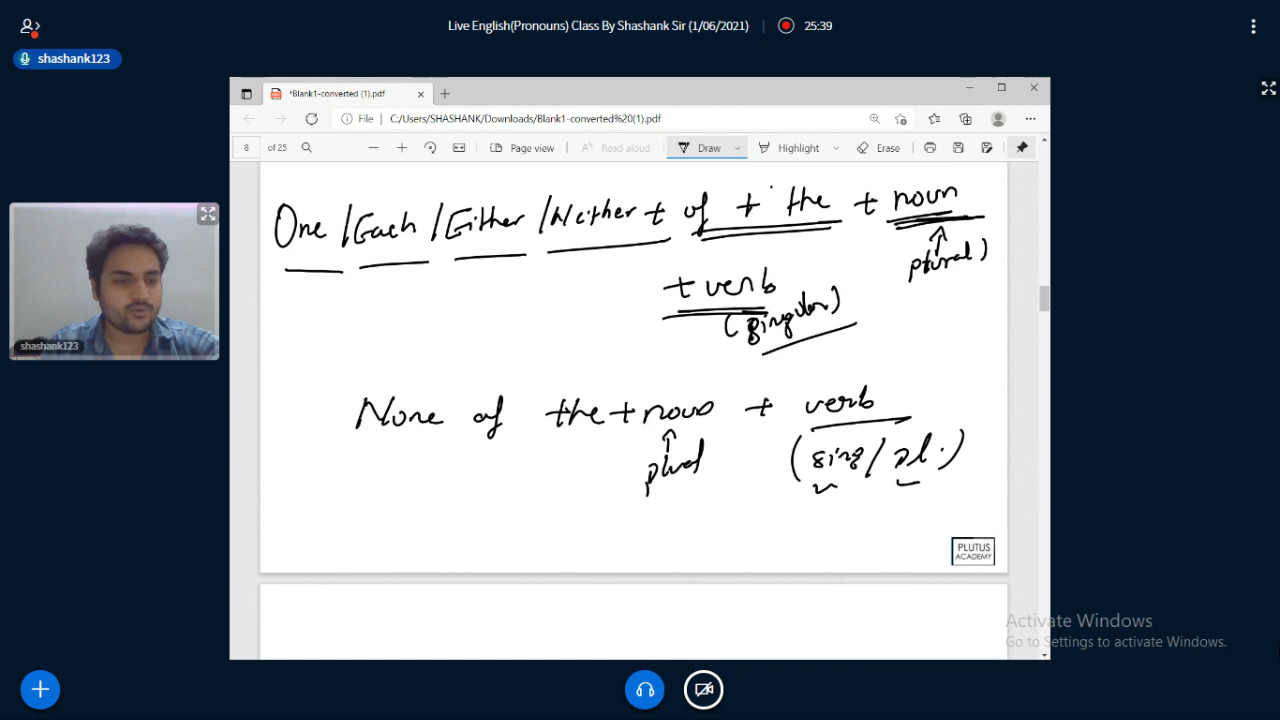 Live English(Pronouns) Class By Shashank Sir (1/06/2021)
25:39
shashank123
*Blank1-converted (1).pdf
File
C:/Users/SHASHANK/Downloads/Blank1-converted%20(1).pdf
8 of 25
Page view
Read aloud
Draw
Highlight
Erase
One / Each / Either / Neither + of + the + noun
plural)
+ verb
(singular)
None of the + noun + verb
plural
(sing / pl.)
shashank123
PLUTUS
ACADEMY
Activate Windows
Go to Settings to activate Windows.